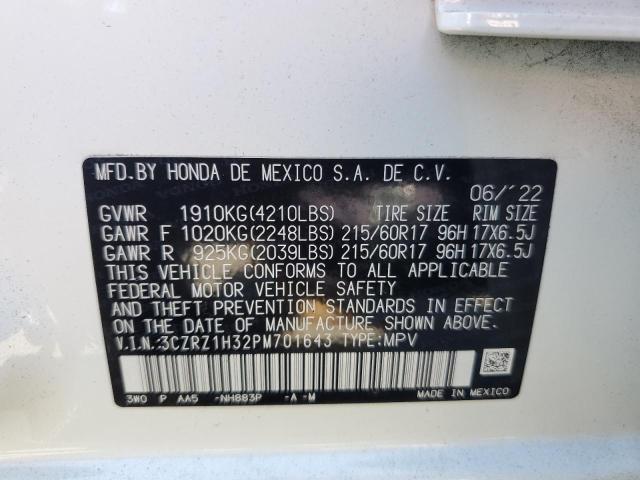 MFD.BY HONDA DE MEXICO S.A. DE C.V.
06/´22
GVWR 1910KG(4210LBS) TIRE SIZE RIM SIZE
GAWR F 1020KG(2248LBS) 215/60R17 96H 17X6.5J
GAWR R 925KG(2039LBS) 215/60R17 96H 17X6.5J
THIS VEHICLE CONFORMS TO ALL APPLICABLE
FEDERAL MOTOR VEHICLE SAFETY
AND THEFT PREVENTION STANDARDS IN EFFECT
ON THE DATE OF MANUFACTURE SHOWN ABOVE.
V.I.N.:3CZRZ1H32PM701643 TYPE:MPV
3W0 P AA5 -NH883P -A -M
MADE IN MEXICO